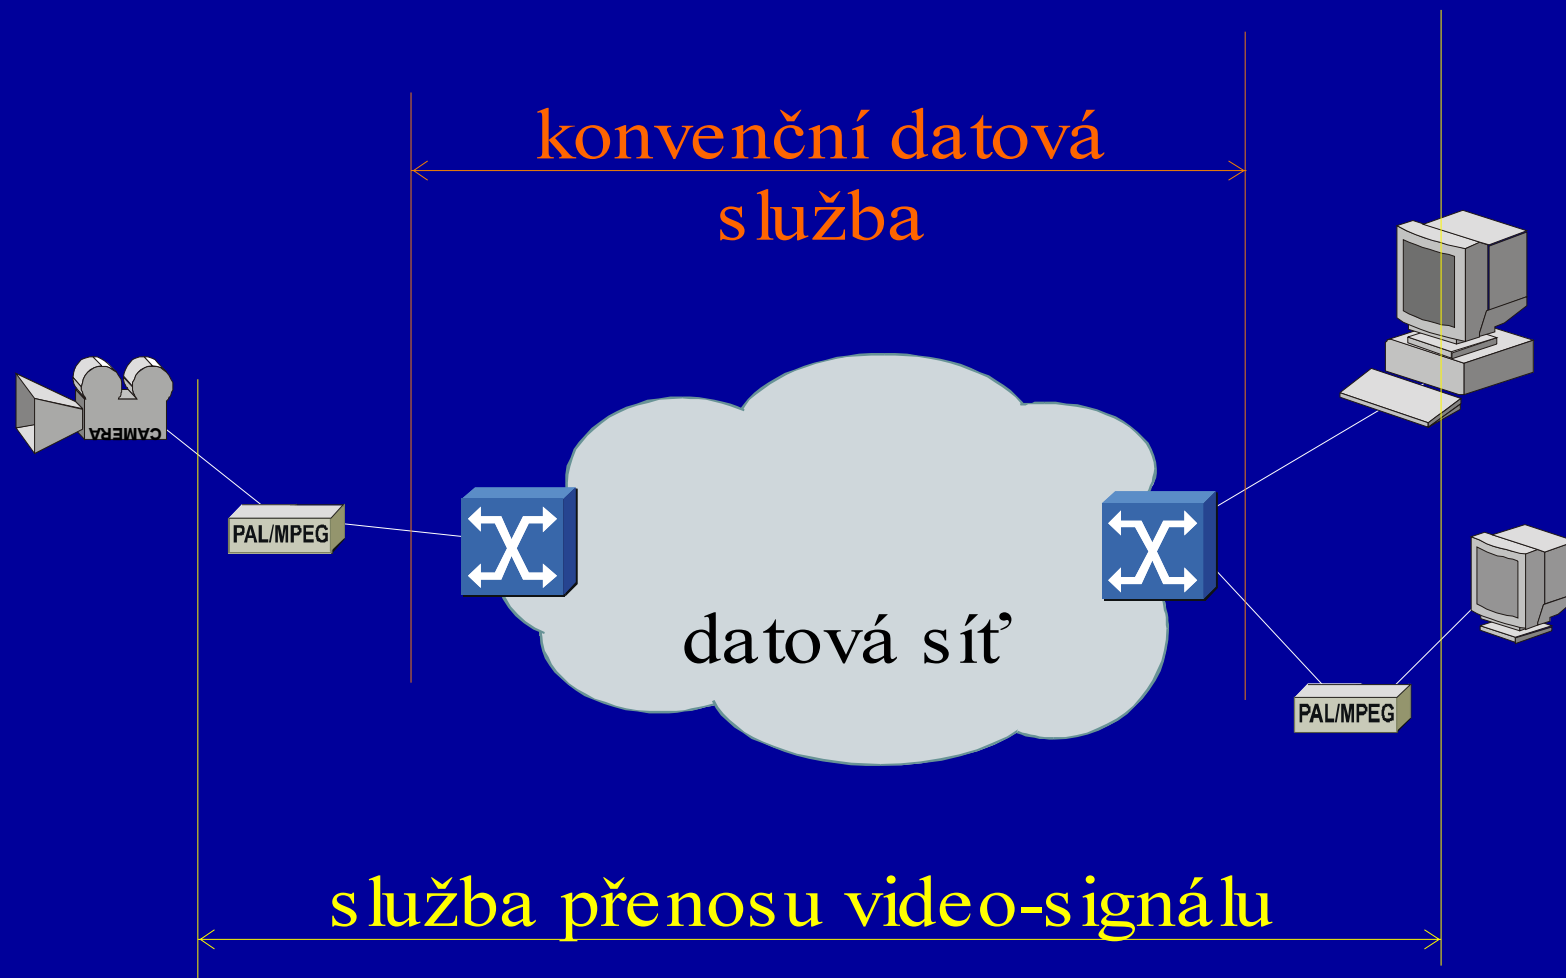 konvenční datová
služba
CAMERA
PAL/MPEG
datová síť
PAL/MPEG
služba přenosu video-signálu